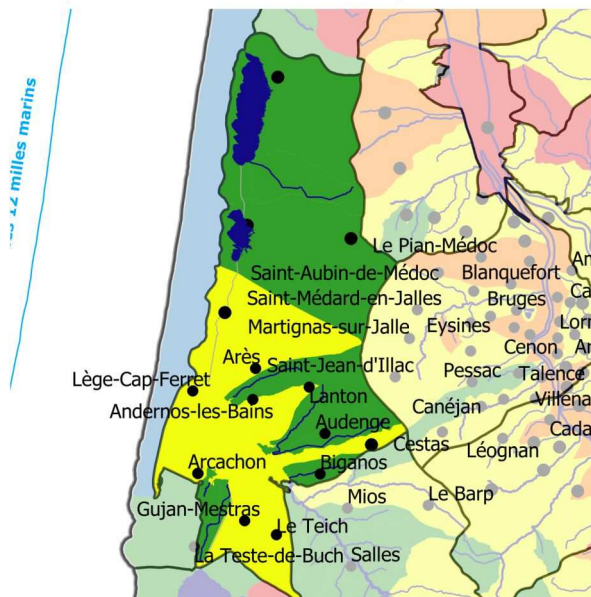 12 milles marins
Le Pian-Médoc
Saint-Aubin-de-Médoc
Blanquefort
Saint-Médard-en-Jalles
Bruges
Martignas-sur-Jalle
Eysines
Arès
Saint-Jean-d'Illac
Cenon
Lège-Cap-Ferret
Lanton
Pessac
Talence
Andernos-les-Bains
Canéjan
Audenge
Cestas
Léognan
Arcachon
Biganos
Mios
Le Barp
Gujan-Mestras
Le Teich
La Teste-de-Buch
Salles